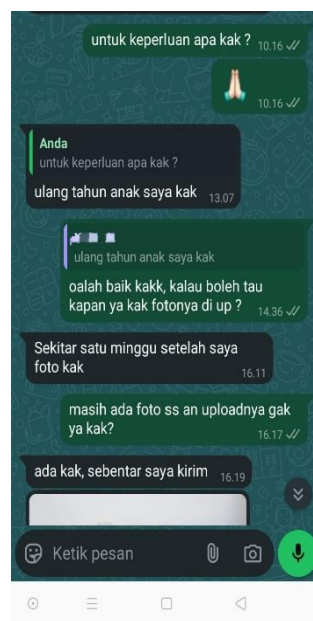 untuk keperluan apa kak ? 10.16
10.16
Anda
untuk keperluan apa kak ?
ulang tahun anak saya kak 13.07
ulang tahun anak saya kak
oalah baik kakk, kalau boleh tau
kapan ya kak fotonya di up ? 14.36
Sekitar satu minggu setelah saya
foto kak 16.11
masih ada foto ss an uploadnya gak
ya kak? 16.17
ada kak, sebentar saya kirim 16.19
Ketik pesan